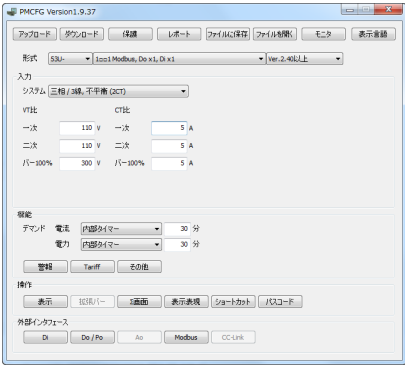 PMCFG Version1.9.37
アップロード ダウンロード 保護 レポート ファイルに保存 ファイルを開く モニタ 表示言語
形式 53U- 1□□1 Modbus, Do x1, Di x1 Ver.2.40以上
入力
システム 三相 / 3線, 不平衡 (2CT)
VT比 CT比
一次 110 V 一次 5 A
二次 110 V 二次 5 A
バー100% 300 V バー100% 5 A
機能
デマンド 電流 内部タイマー 30 分
電力 内部タイマー 30 分
警報 Tariff その他
操作
表示 拡張バー Σ画面 表示表現 ショートカット パスコード
外部インタフェース
Di Do / Po Ao Modbus CC-Link